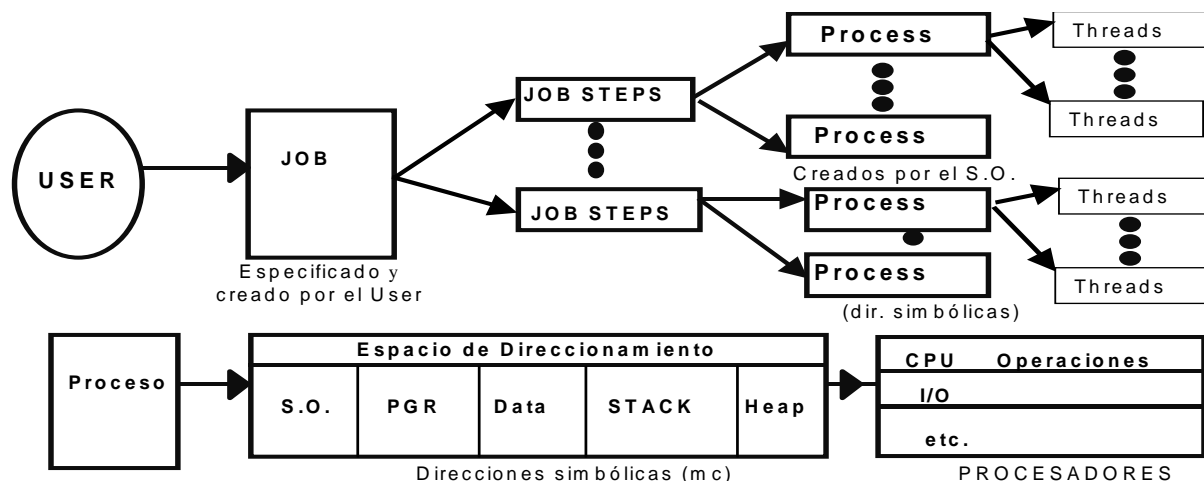 Process
Threads
JOB STEPS
Threads
USER
JOB
Process
Creados por el S.O.
JOB STEPS
Process
Threads
Especificado y
creado por el User
Process
Threads
(dir. simbólicas)
Proceso
Espacio de Direccionamiento
S.O. PGR Data STACK Heap
Direcciones simbólicas (mc)
CPU Operaciones
I/O
etc.
PROCESADORES